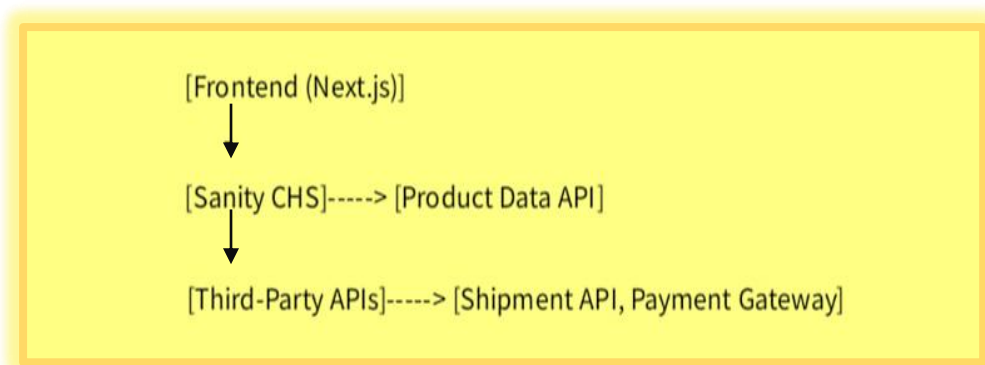 [Frontend (Next.js)]
[Sanity CHS]-----> [Product Data API]
[Third-Party APIs]-----> [Shipment API, Payment Gateway]